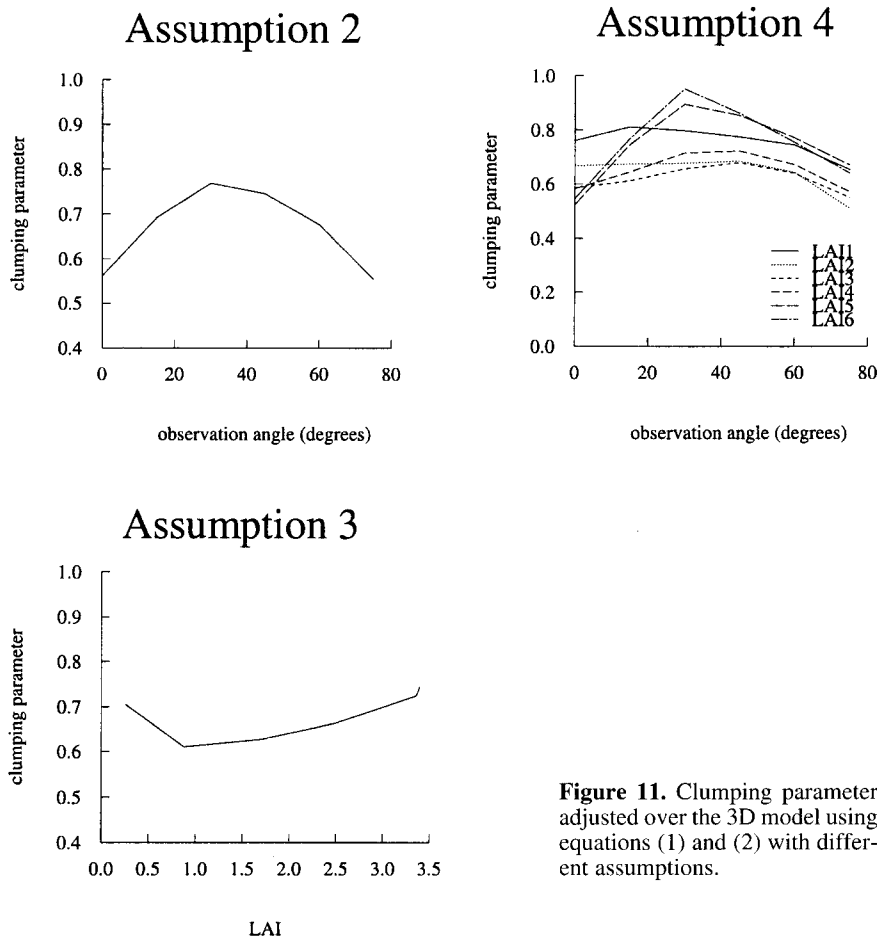 Assumption 2
1.0
0.9
0.8
0.7
0.6
0.5
0.4
clumping parameter
0 20 40 60 80
observation angle (degrees)
Assumption 4
1.0
0.8
0.6
0.4
0.2
0.0
clumping parameter
LAI1
LAI2
LAI3
LAI4
LAI5
LAI6
0 20 40 60 80
observation angle (degrees)
Assumption 3
1.0
0.9
0.8
0.7
0.6
0.5
0.4
clumping parameter
0.0 0.5 1.0 1.5 2.0 2.5 3.0 3.5
LAI
Figure 11. Clumping parameter
adjusted over the 3D model using
equations (1) and (2) with differ-
ent assumptions.